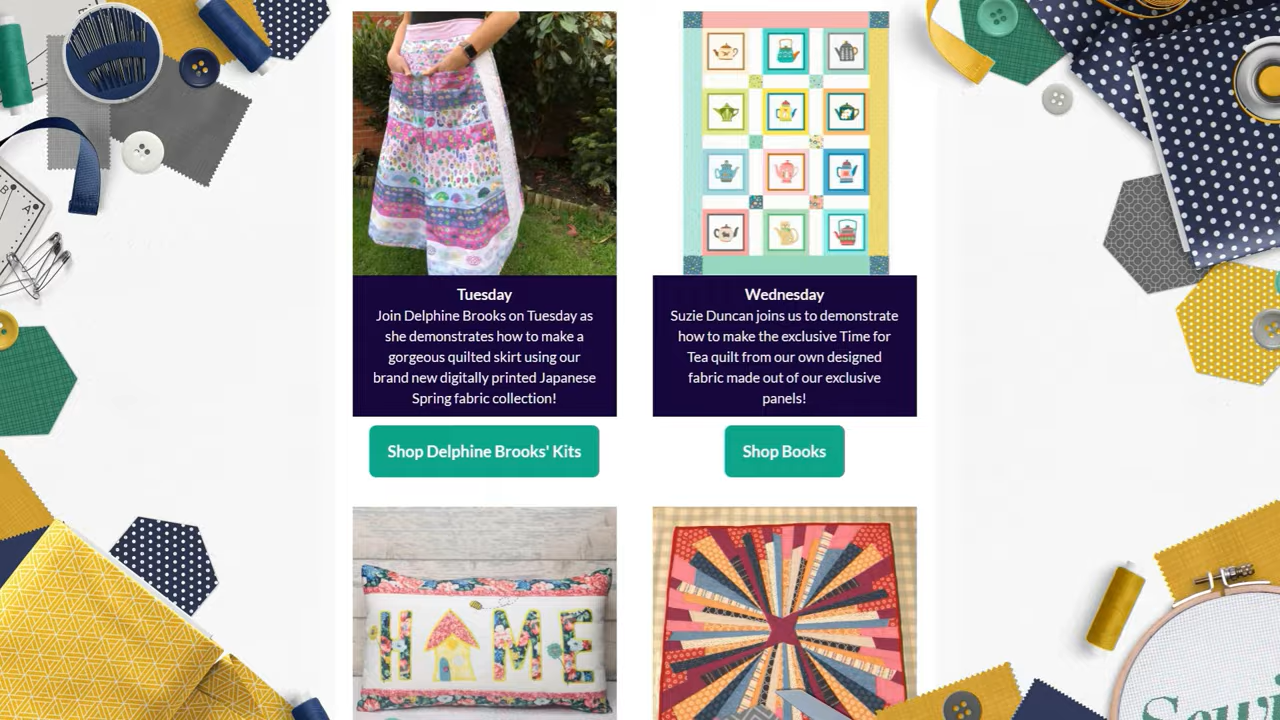 Tuesday
Join Delphine Brooks on Tuesday as
she demonstrates how to make a
gorgeous quilted skirt using our
brand new digitally printed Japanese
Spring fabric collection!
Shop Delphine Brooks' Kits
Wednesday
Suzie Duncan joins us to demonstrate
how to make the exclusive Time for
Tea quilt from our own designed
fabric made out of our exclusive
panels!
Shop Books
HOME